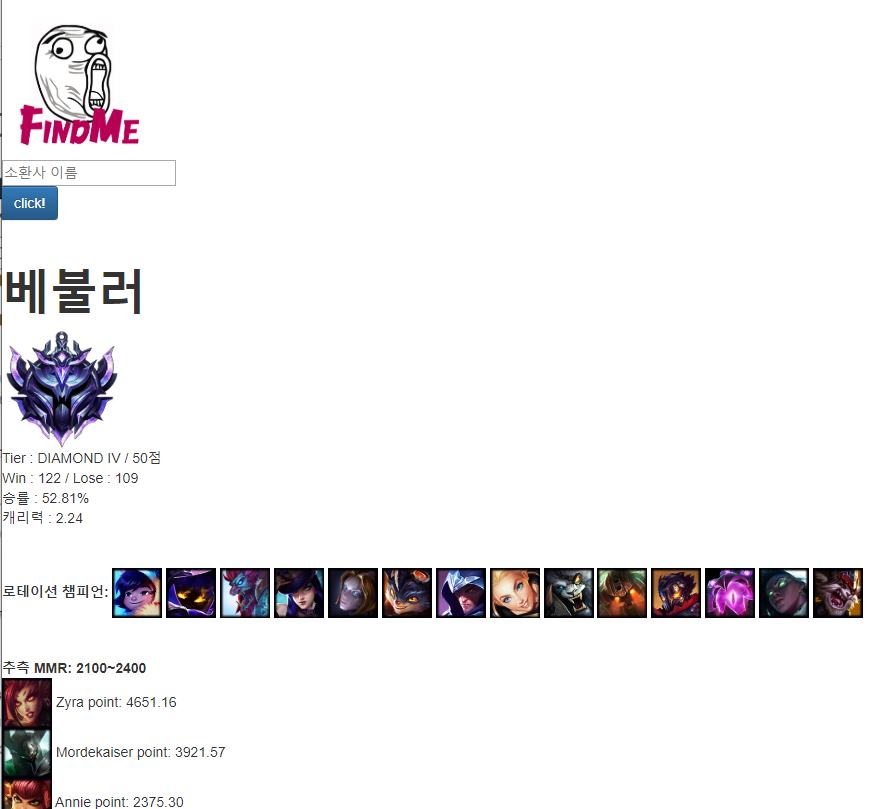 FINDME
소환사 이름
click!
베불러
Tier : DIAMOND IV / 50점
Win : 122 / Lose : 109
승률 : 52.81%
캐리력 : 2.24
로테이션 챔피언:
추측 MMR: 2100~2400
Zyra point: 4651.16
Mordekaiser point: 3921.57
Annie point: 2375.30